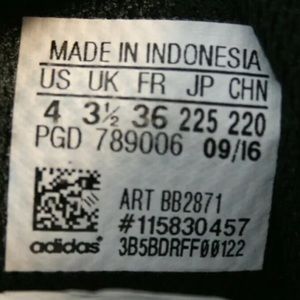 MADE IN INDONESIA
US UK FR JP CHN
4 3½ 36 225 220
PGD 789006 09/16
ART BB2871
#115830457
adidas 3B5BDRFF00122